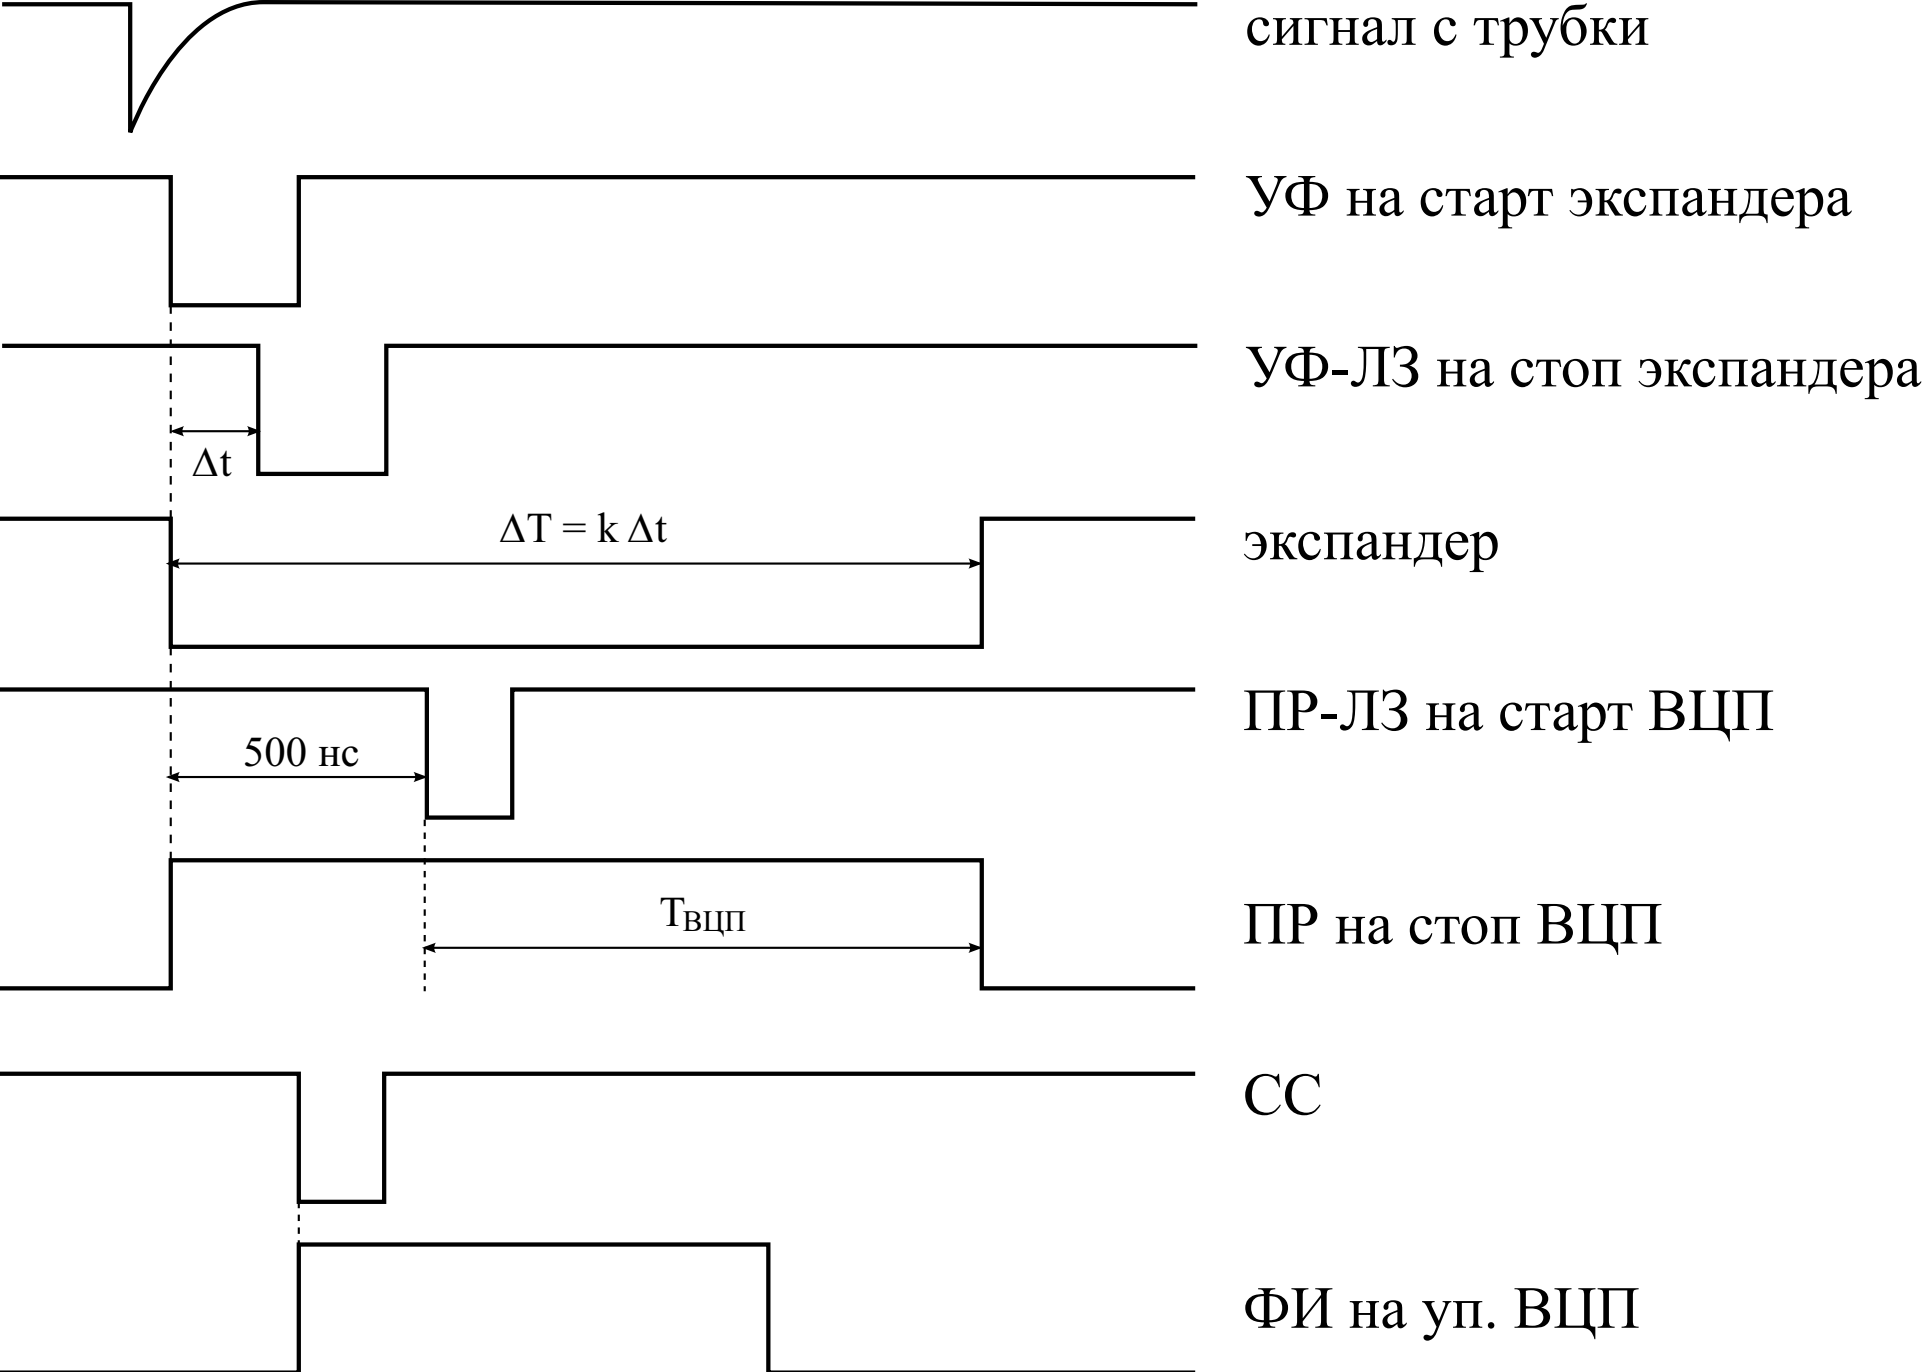 сигнал с трубки
УФ на старт экспандера
УФ-ЛЗ на стоп экспандера
Δt
ΔT = k Δt
экспандер
ПР-ЛЗ на старт ВЦП
500 нс
TВЦП
ПР на стоп ВЦП
СС
ФИ на уп. ВЦП